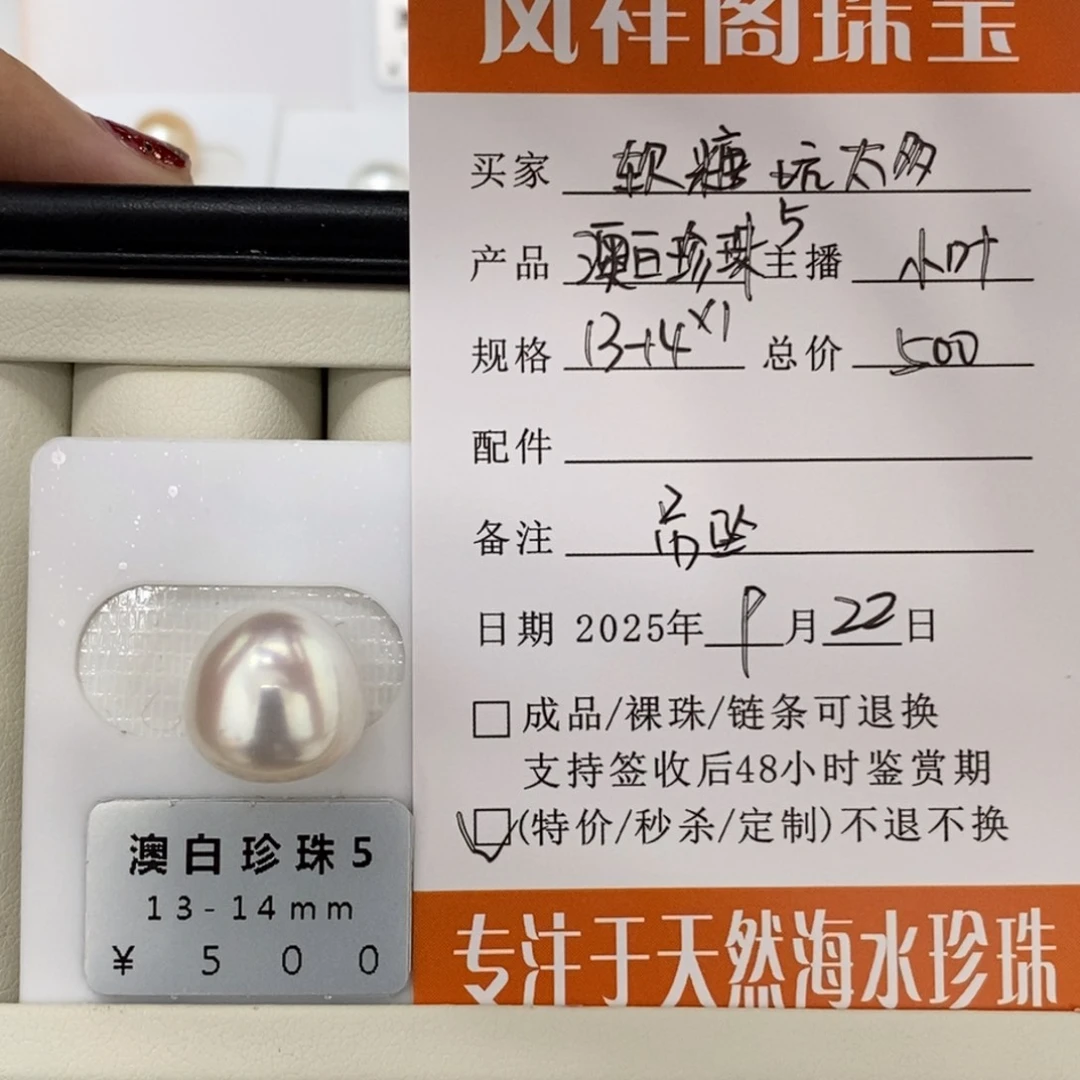 风祥阁珠宝
买家 软糖坑太多
产品 澳白珍珠5 主播 小叶
规格 13-14×1 总价 500
配件
备注 吊坠
日期 2025年9月22日
成品/裸珠/链条可退换
支持签收后48小时鉴赏期
(特价/秒杀/定制)不退不换
专注于天然海水珍珠
澳白珍珠5
13-14mm
¥ 500